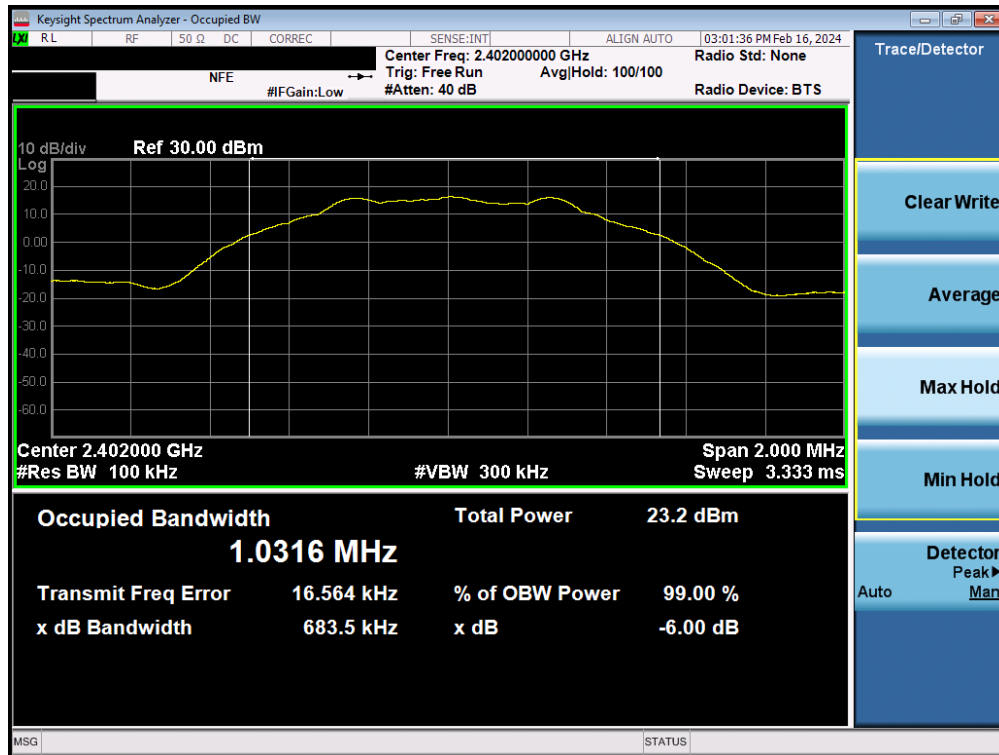 Keysight Spectrum Analyzer - Occupied BW
LXI RL RF 50 Ω DC CORREC SENSE:INT ALIGN AUTO 03:01:36 PM Feb 16, 2024
Center Freq: 2.402000000 GHz Radio Std: None
NFE Trig: Free Run Avg|Hold: 100/100
#IFGain:Low #Atten: 40 dB Radio Device: BTS
Trace/Detector
10 dB/div Ref 30.00 dBm
Log
20.0
10.0
0.00
-10.0
-20.0
-30.0
-40.0
-50.0
-60.0
Center 2.402000 GHz Span 2.000 MHz
#Res BW 100 kHz #VBW 300 kHz Sweep 3.333 ms
Occupied Bandwidth Total Power 23.2 dBm
1.0316 MHz
Transmit Freq Error 16.564 kHz % of OBW Power 99.00 %
x dB Bandwidth 683.5 kHz x dB -6.00 dB
Clear Write
Average
Max Hold
Min Hold
Detector
Peak▶
Auto Man
MSG STATUS